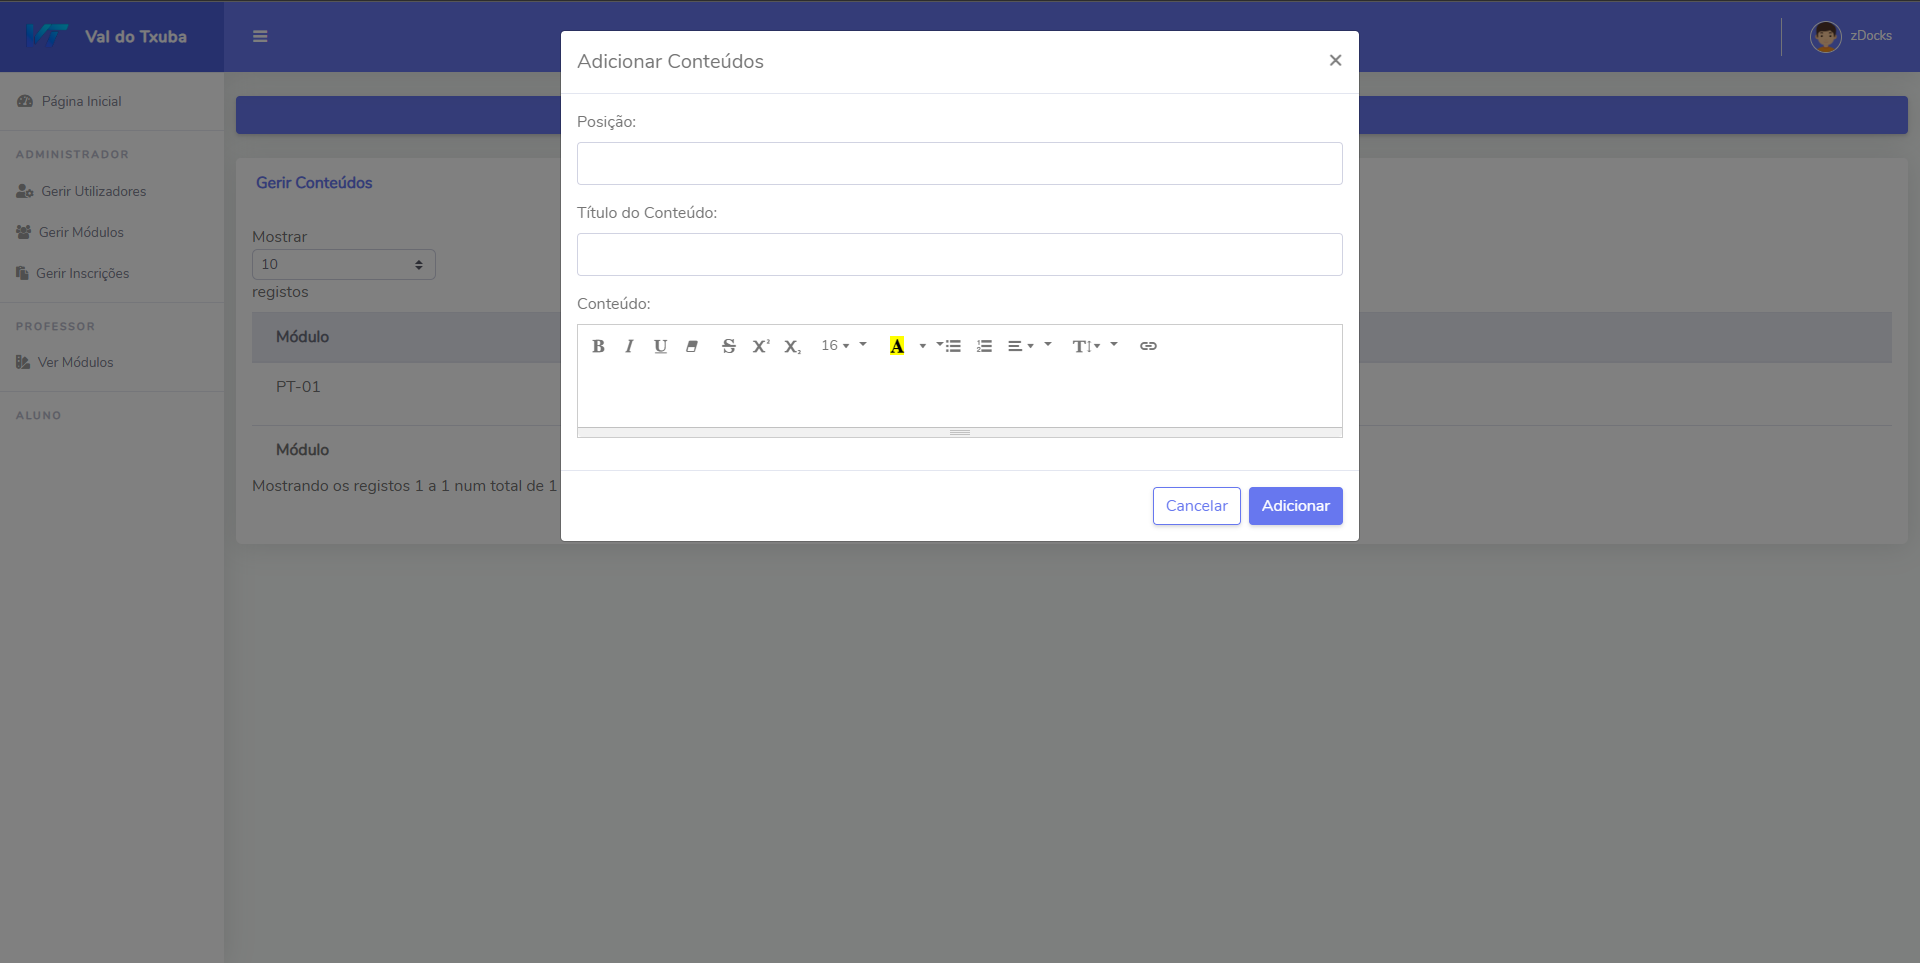 Val do Txuba
zDocks
Página Inicial
ADMINISTRADOR
Gerir Utilizadores
Gerir Módulos
Gerir Inscrições
PROFESSOR
Ver Módulos
ALUNO
Gerir Conteúdos
Mostrar
10
registos
Módulo
PT-01
Módulo
Mostrando os registos 1 a 1 num total de 1
Adicionar Conteúdos
×
Posição:
Título do Conteúdo:
Conteúdo:
B I U S X² X₂ 16 A T
Cancelar Adicionar